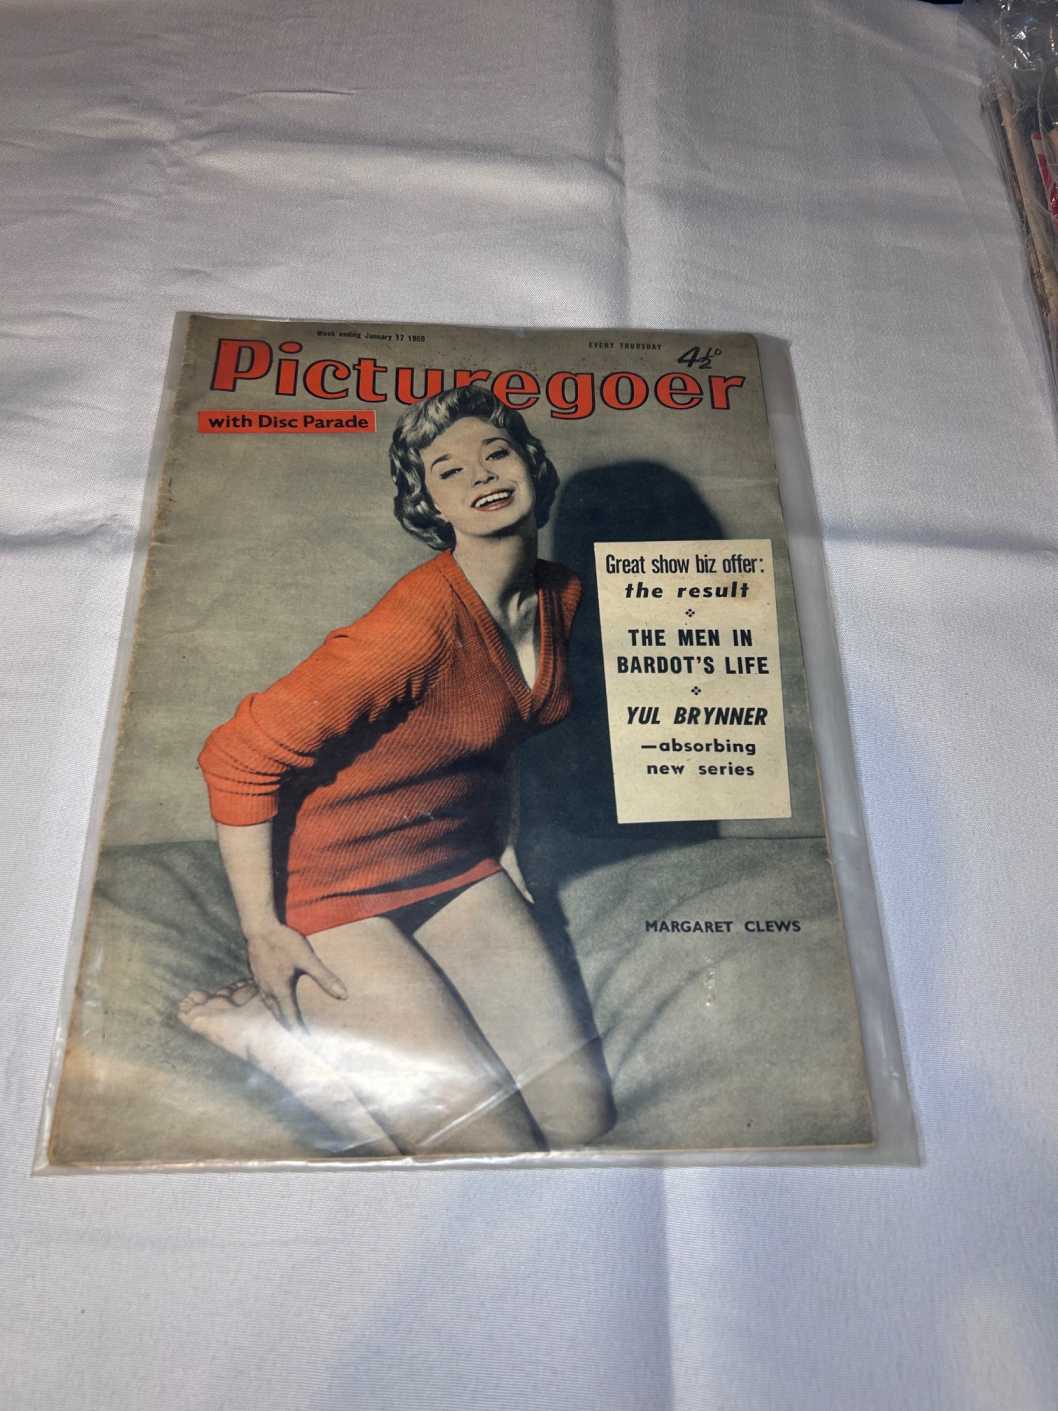 Week ending January 17 1959
EVERY THURSDAY
4½D
Picturegoer
with Disc Parade
Great show biz offer:
the result
THE MEN IN
BARDOT'S LIFE
YUL BRYNNER
—absorbing
new series
MARGARET CLEWS